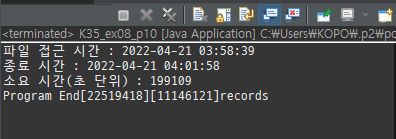 <terminated> K35_ex08_p10 [Java Application] C:₩Users₩KOPO₩.p2₩po
파일 접근 시간 : 2022-04-21 03:58:39
종료 시간 : 2022-04-21 04:01:58
소요 시간(초 단위) : 199109
Program End[22519418][11146121]records